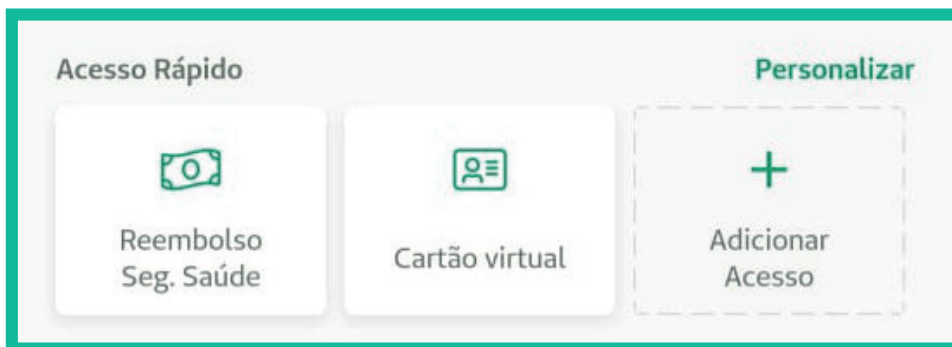 Acesso Rápido
Personalizar
Reembolso
Seg. Saúde
Cartão virtual
Adicionar
Acesso